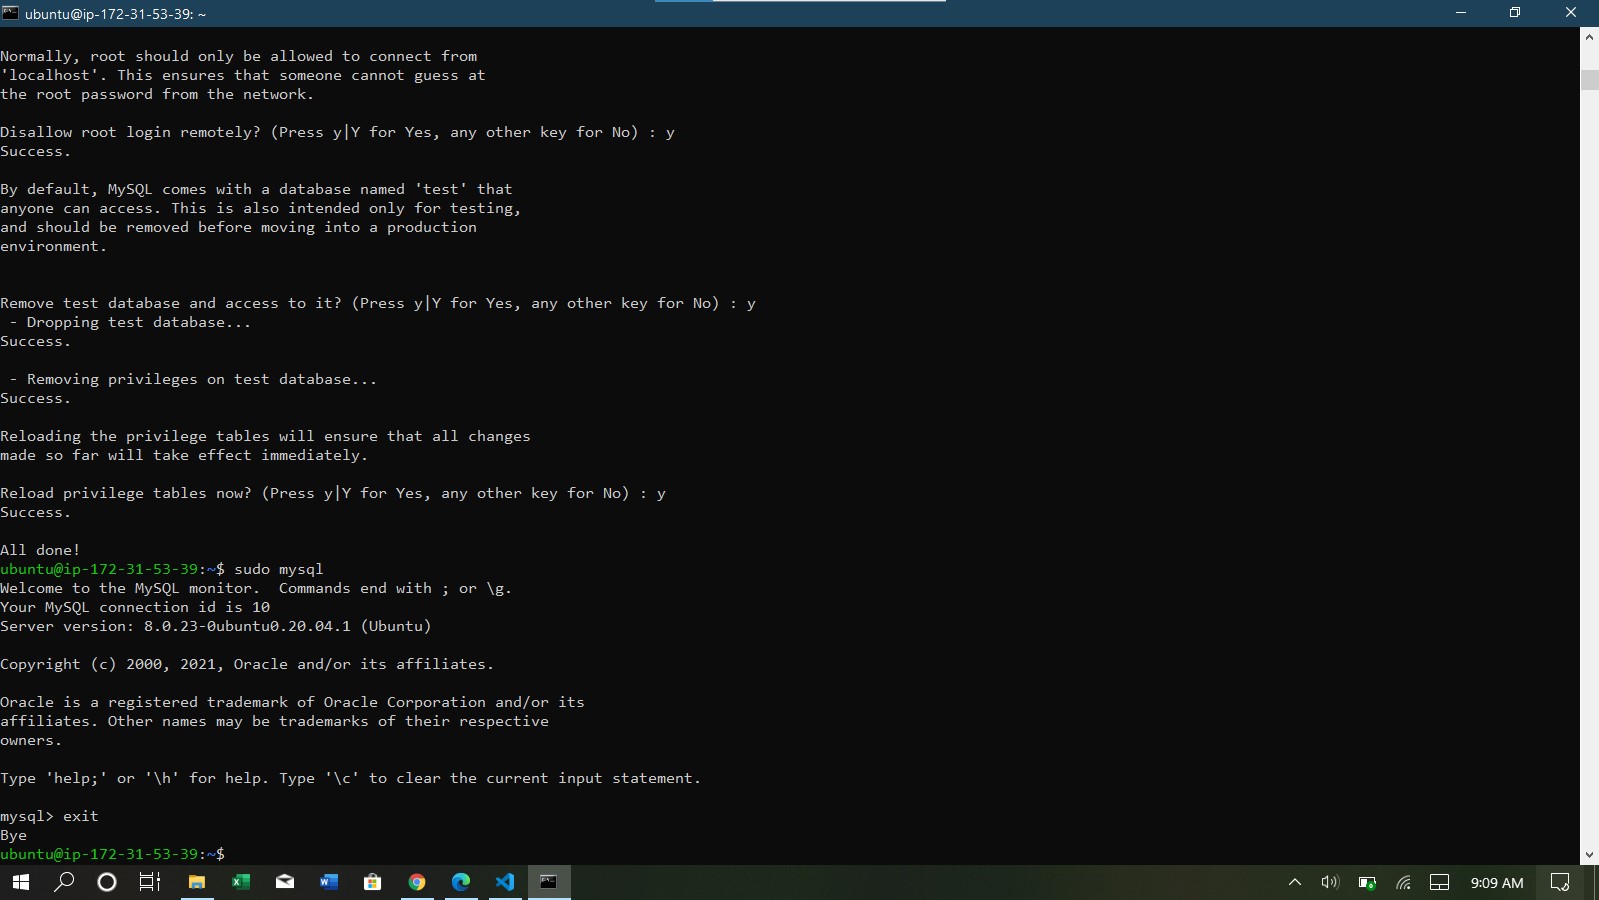 ubuntu@ip-172-31-53-39: ~
Normally, root should only be allowed to connect from
'localhost'. This ensures that someone cannot guess at
the root password from the network.
Disallow root login remotely? (Press y|Y for Yes, any other key for No) : y
Success.
By default, MySQL comes with a database named 'test' that
anyone can access. This is also intended only for testing,
and should be removed before moving into a production
environment.
Remove test database and access to it? (Press y|Y for Yes, any other key for No) : y
 - Dropping test database...
Success.
 - Removing privileges on test database...
Success.
Reloading the privilege tables will ensure that all changes
made so far will take effect immediately.
Reload privilege tables now? (Press y|Y for Yes, any other key for No) : y
Success.
All done!
ubuntu@ip-172-31-53-39:~$ sudo mysql
Welcome to the MySQL monitor.  Commands end with ; or \g.
Your MySQL connection id is 10
Server version: 8.0.23-0ubuntu0.20.04.1 (Ubuntu)
Copyright (c) 2000, 2021, Oracle and/or its affiliates.
Oracle is a registered trademark of Oracle Corporation and/or its
affiliates. Other names may be trademarks of their respective
owners.
Type 'help;' or '\h' for help. Type '\c' to clear the current input statement.
mysql> exit
Bye
ubuntu@ip-172-31-53-39:~$
9:09 AM